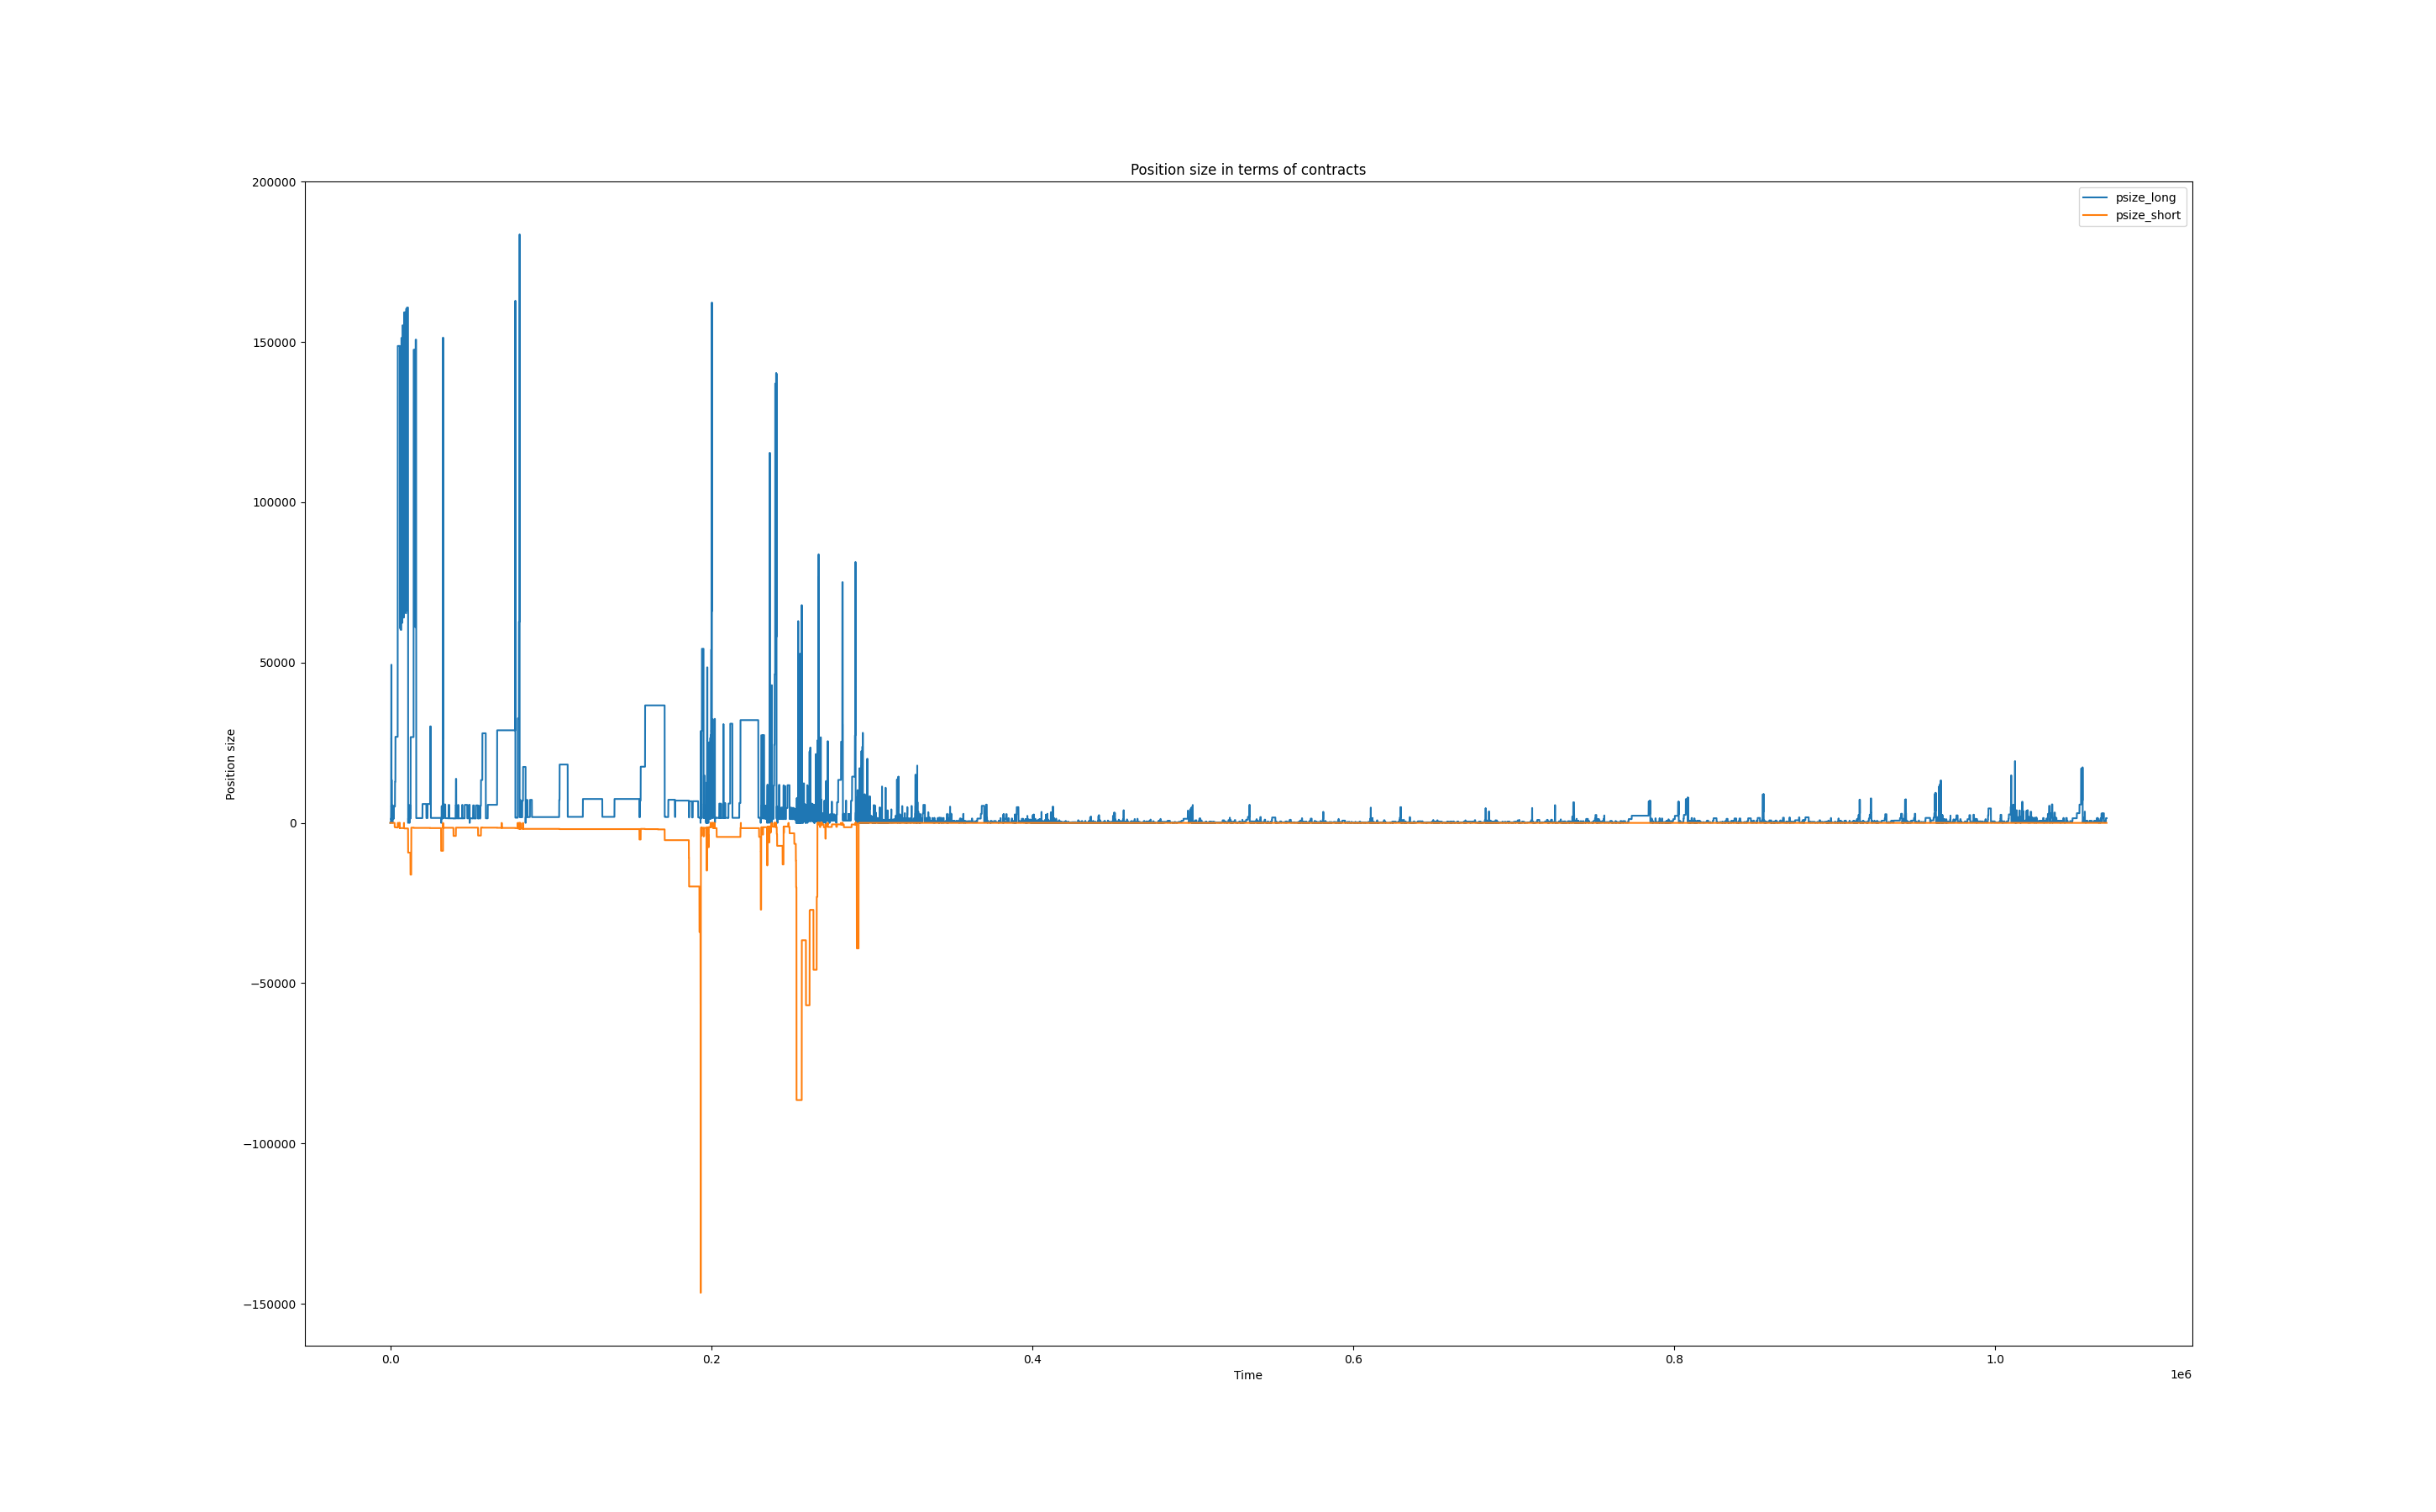 Position size in terms of contracts
psize_long
psize_short
200000
150000
100000
50000
0
−50000
−100000
−150000
Position size
0.0
0.2
0.4
0.6
0.8
1.0
Time
1e6